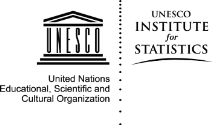 UNESCO
United Nations
Educational, Scientific and
Cultural Organization
UNESCO
INSTITUTE
for
STATISTICS